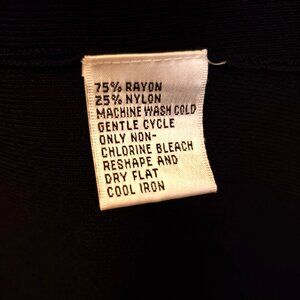 75% RAYON
25% NYLON
MACHINE WASH COLD
GENTLE CYCLE
ONLY NON-
CHLORINE BLEACH
RESHAPE AND
DRY FLAT
COOL IRON